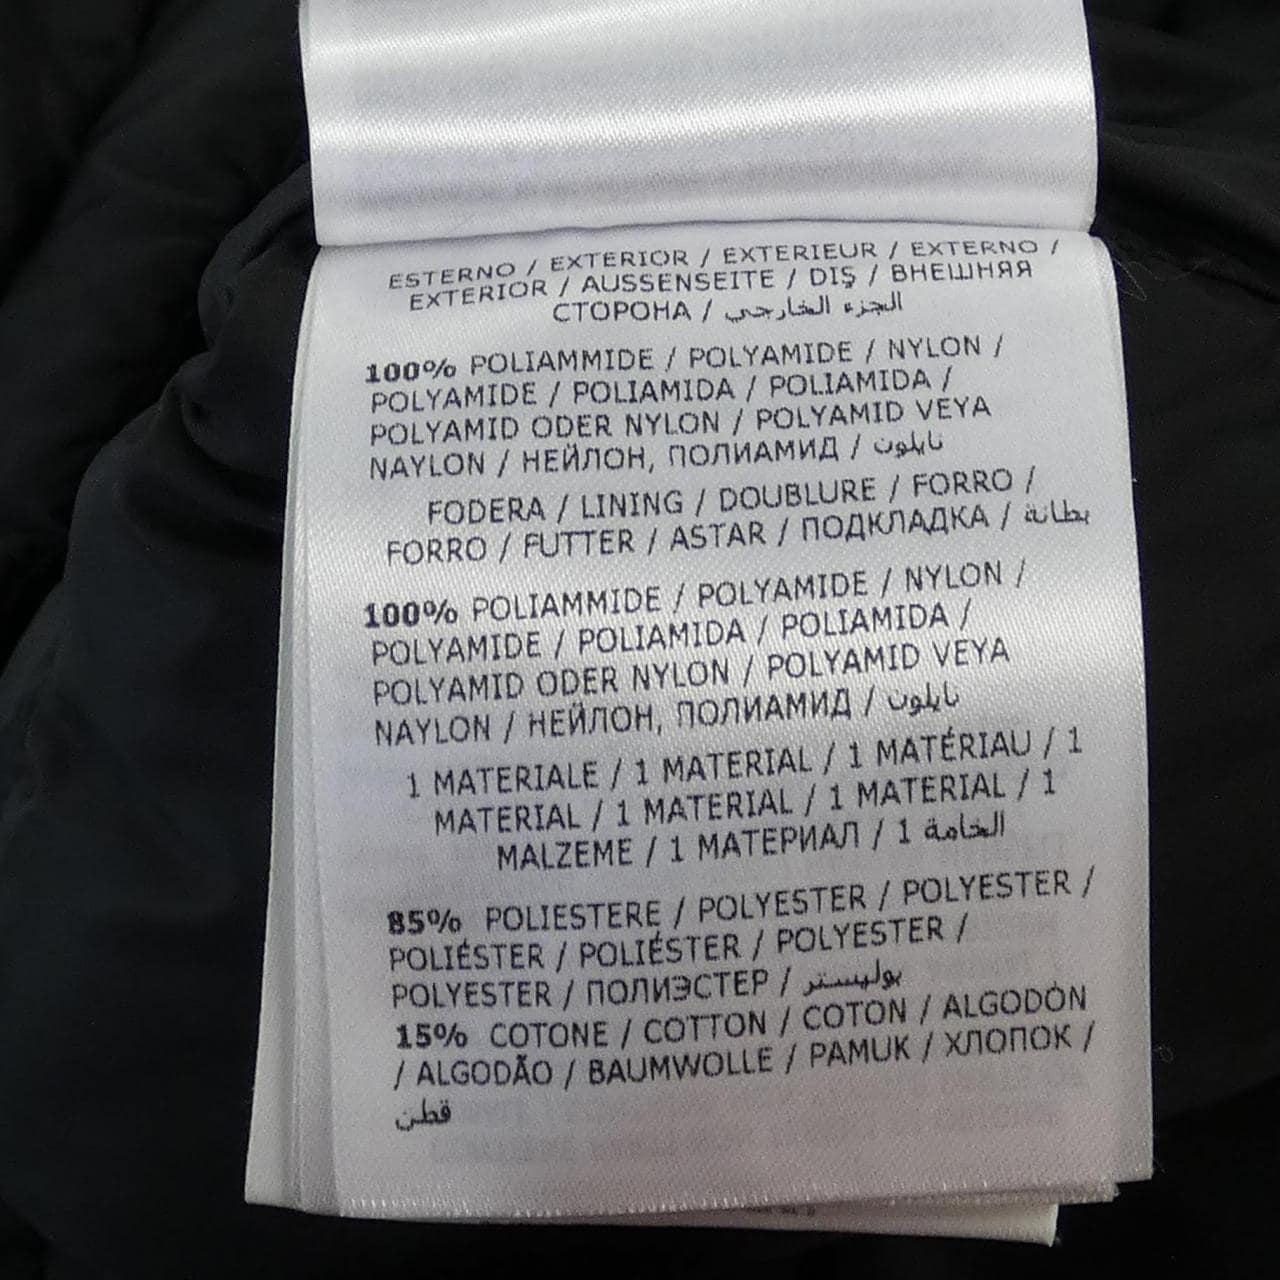 ESTERNO / EXTERIOR / EXTERIEUR / EXTERNO /
EXTERIOR / AUSSENSEITE / DIŞ / ВНЕШНЯЯ
СТОРОНА / الجزء الخارجي
100% POLIAMMIDE / POLYAMIDE / NYLON /
POLYAMIDE / POLIAMIDA / POLIAMIDA /
POLYAMID ODER NYLON / POLYAMID VEYA
NAYLON / НЕЙЛОН, ПОЛИАМИД / نايلون
FODERA / LINING / DOUBLURE / FORRO /
FORRO / FUTTER / ASTAR / ПОДКЛАДКА / بطانة
100% POLIAMMIDE / POLYAMIDE / NYLON /
POLYAMIDE / POLIAMIDA / POLIAMIDA /
POLYAMID ODER NYLON / POLYAMID VEYA
NAYLON / НЕЙЛОН, ПОЛИАМИД / نايلون
1 MATERIALE / 1 MATERIAL / 1 MATÉRIAU / 1
MATERIAL / 1 MATERIAL / 1 MATERIAL / 1
MALZEME / 1 МАТЕРИАЛ / 1 الخامة
85% POLIESTERE / POLYESTER / POLYESTER /
POLIÉSTER / POLIÉSTER / POLYESTER /
POLYESTER / ПОЛИЭСТЕР / بوليستر
15% COTONE / COTTON / COTON / ALGODÓN
/ ALGODÃO / BAUMWOLLE / PAMUK / ХЛОПОК /
قطن